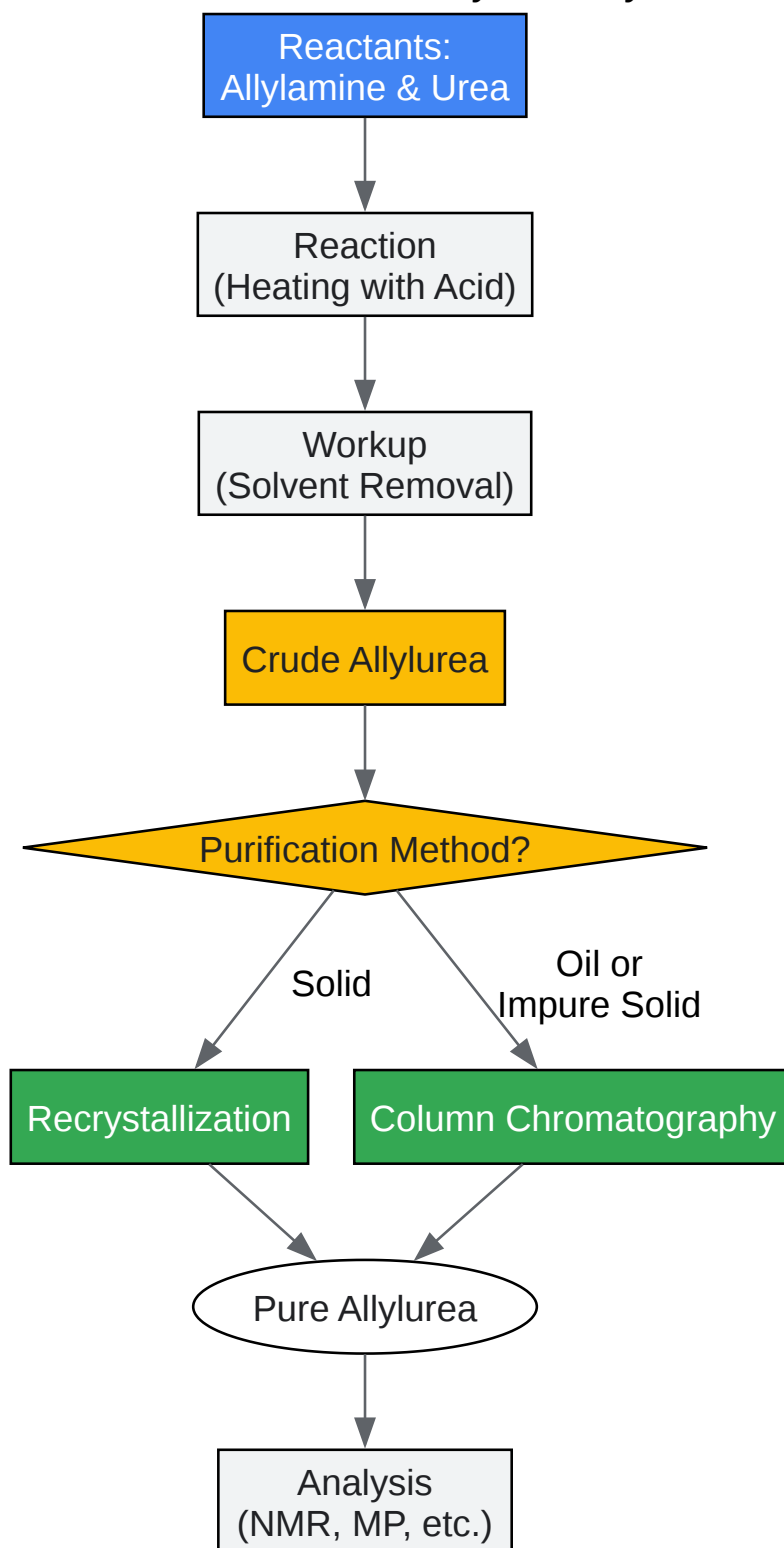 Reactants:
Allylamine & Urea
Reaction
(Heating with Acid)
Workup
(Solvent Removal)
Crude Allylurea
Purification Method?
Solid
Oil or
Impure Solid
Recrystallization
Column Chromatography
Pure Allylurea
Analysis
(NMR, MP, etc.)